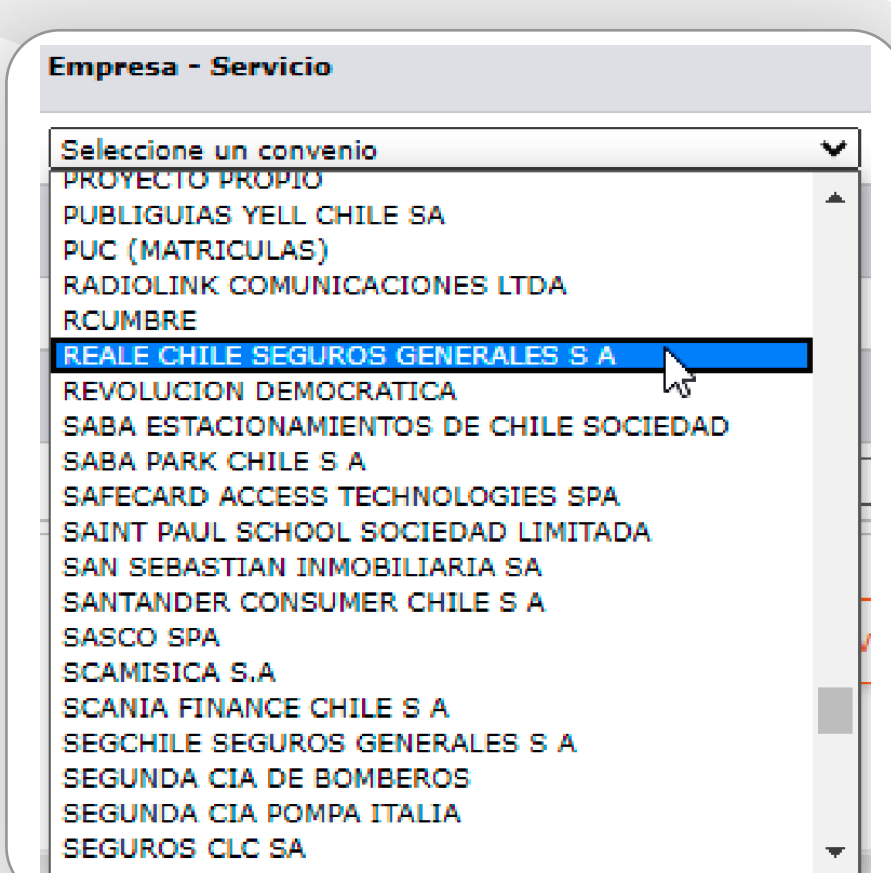 Empresa - Servicio
Seleccione un convenio
PROYECTO PROPIO
PUBLIGUIAS YELL CHILE SA
PUC (MATRICULAS)
RADIOLINK COMUNICACIONES LTDA
RCUMBRE
REALE CHILE SEGUROS GENERALES S A
REVOLUCION DEMOCRATICA
SABA ESTACIONAMIENTOS DE CHILE SOCIEDAD
SABA PARK CHILE S A
SAFECARD ACCESS TECHNOLOGIES SPA
SAINT PAUL SCHOOL SOCIEDAD LIMITADA
SAN SEBASTIAN INMOBILIARIA SA
SANTANDER CONSUMER CHILE S A
SASCO SPA
SCAMISICA S.A
SCANIA FINANCE CHILE S A
SEGCHILE SEGUROS GENERALES S A
SEGUNDA CIA DE BOMBEROS
SEGUNDA CIA POMPA ITALIA
SEGUROS CLC SA